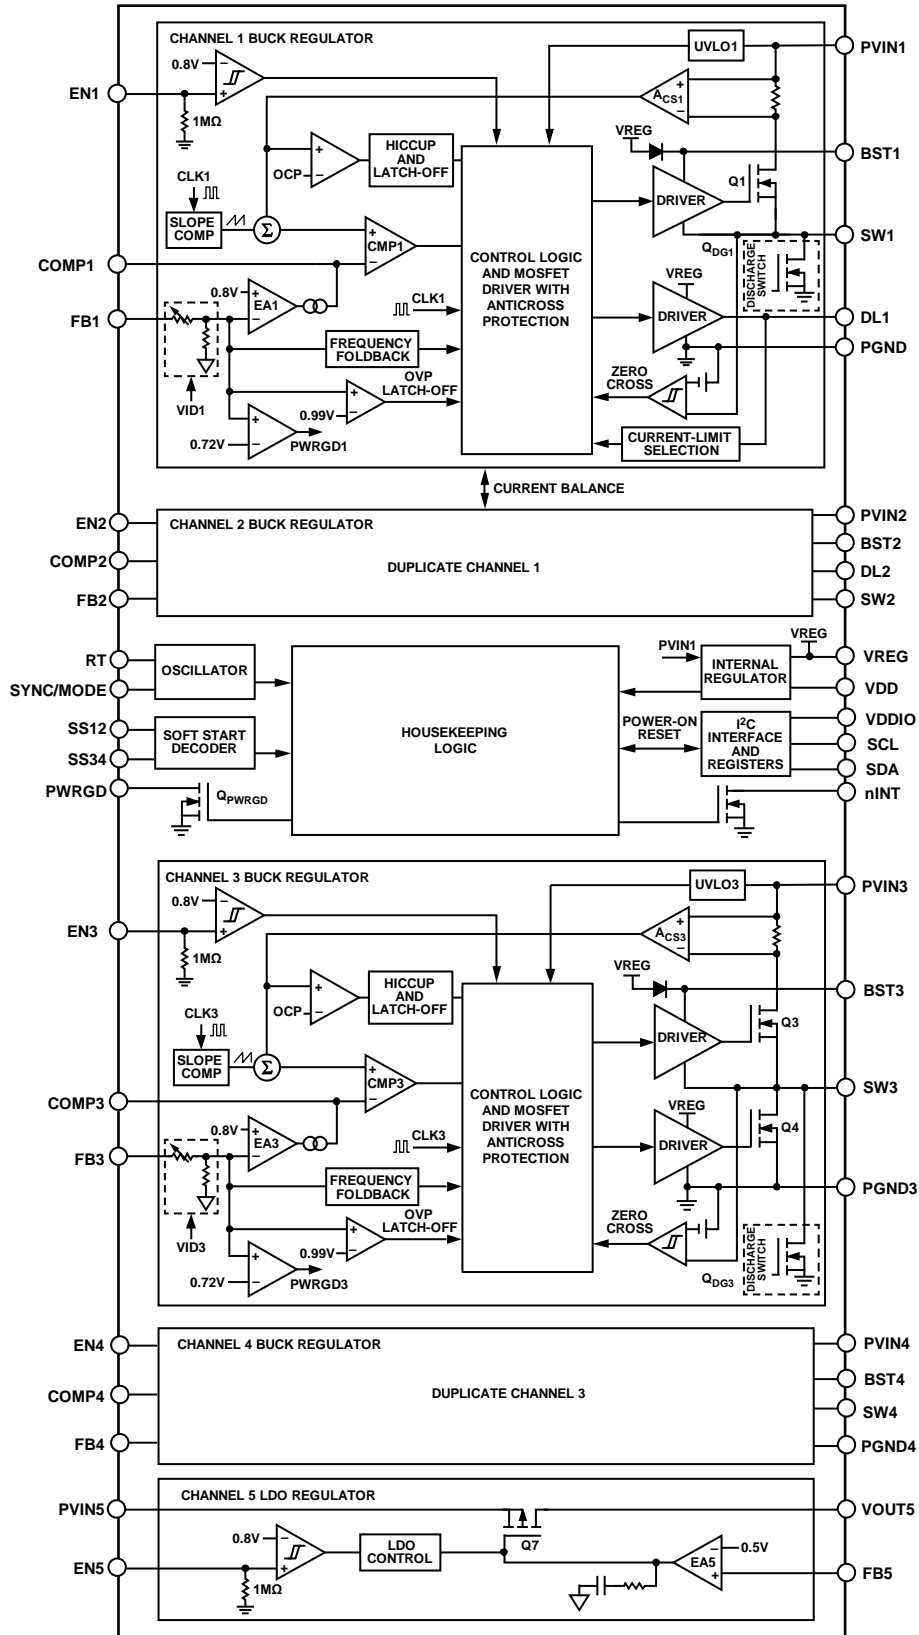 CHANNEL 1 BUCK REGULATOR
UVLO1
PVIN1
0.8V
ACS1
EN1
1MΩ
HICCUP
AND
LATCH-OFF
OCP
VREG
BST1
CLK1
Q1
DRIVER
SLOPE
COMP
Σ
CMP1
SW1
QDG1
CONTROL LOGIC
AND MOSFET
DRIVER WITH
ANTICROSS
PROTECTION
DISCHARGE
SWITCH
COMP1
0.8V
EA1
CLK1
VREG
DRIVER
DL1
FB1
FREQUENCY
FOLDBACK
PGND
VID1
OVP
LATCH-OFF
ZERO
CROSS
0.99V
0.72V
PWRGD1
CURRENT-LIMIT
SELECTION
CURRENT BALANCE
EN2
CHANNEL 2 BUCK REGULATOR
PVIN2
BST2
COMP2
DUPLICATE CHANNEL 1
DL2
FB2
SW2
RT
OSCILLATOR
SYNC/MODE
PVIN1
VREG
INTERNAL
REGULATOR
VREG
VDD
SS12
SOFT START
DECODER
SS34
HOUSEKEEPING
LOGIC
POWER-ON
RESET
I2C
INTERFACE
AND
REGISTERS
VDDIO
SCL
SDA
PWRGD
QPWRGD
nINT
CHANNEL 3 BUCK REGULATOR
UVLO3
PVIN3
0.8V
ACS3
EN3
1MΩ
HICCUP
AND
LATCH-OFF
OCP
VREG
BST3
CLK3
Q3
DRIVER
SLOPE
COMP
Σ
CMP3
SW3
CONTROL LOGIC
AND MOSFET
DRIVER WITH
ANTICROSS
PROTECTION
COMP3
0.8V
EA3
CLK3
VREG
DRIVER
Q4
FB3
FREQUENCY
FOLDBACK
PGND3
VID3
OVP
LATCH-OFF
ZERO
CROSS
0.99V
0.72V
PWRGD3
QDG3
DISCHARGE
SWITCH
EN4
CHANNEL 4 BUCK REGULATOR
PVIN4
BST4
COMP4
DUPLICATE CHANNEL 3
SW4
FB4
PGND4
CHANNEL 5 LDO REGULATOR
PVIN5
VOUT5
0.8V
Q7
LDO
CONTROL
EA5
0.5V
EN5
1MΩ
FB5